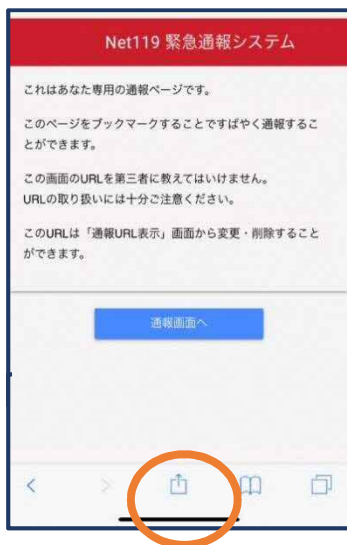 Net119 緊急通報システム
これはあなた専用の通報ページです。
このページをブックマークすることですばやく通報するこ
とができます。
この画面のURLを第三者に教えてはいけません。
URLの取り扱いには十分ご注意ください。
このURLは「通報URL表示」画面から変更・削除すること
ができます。
通報画面へ